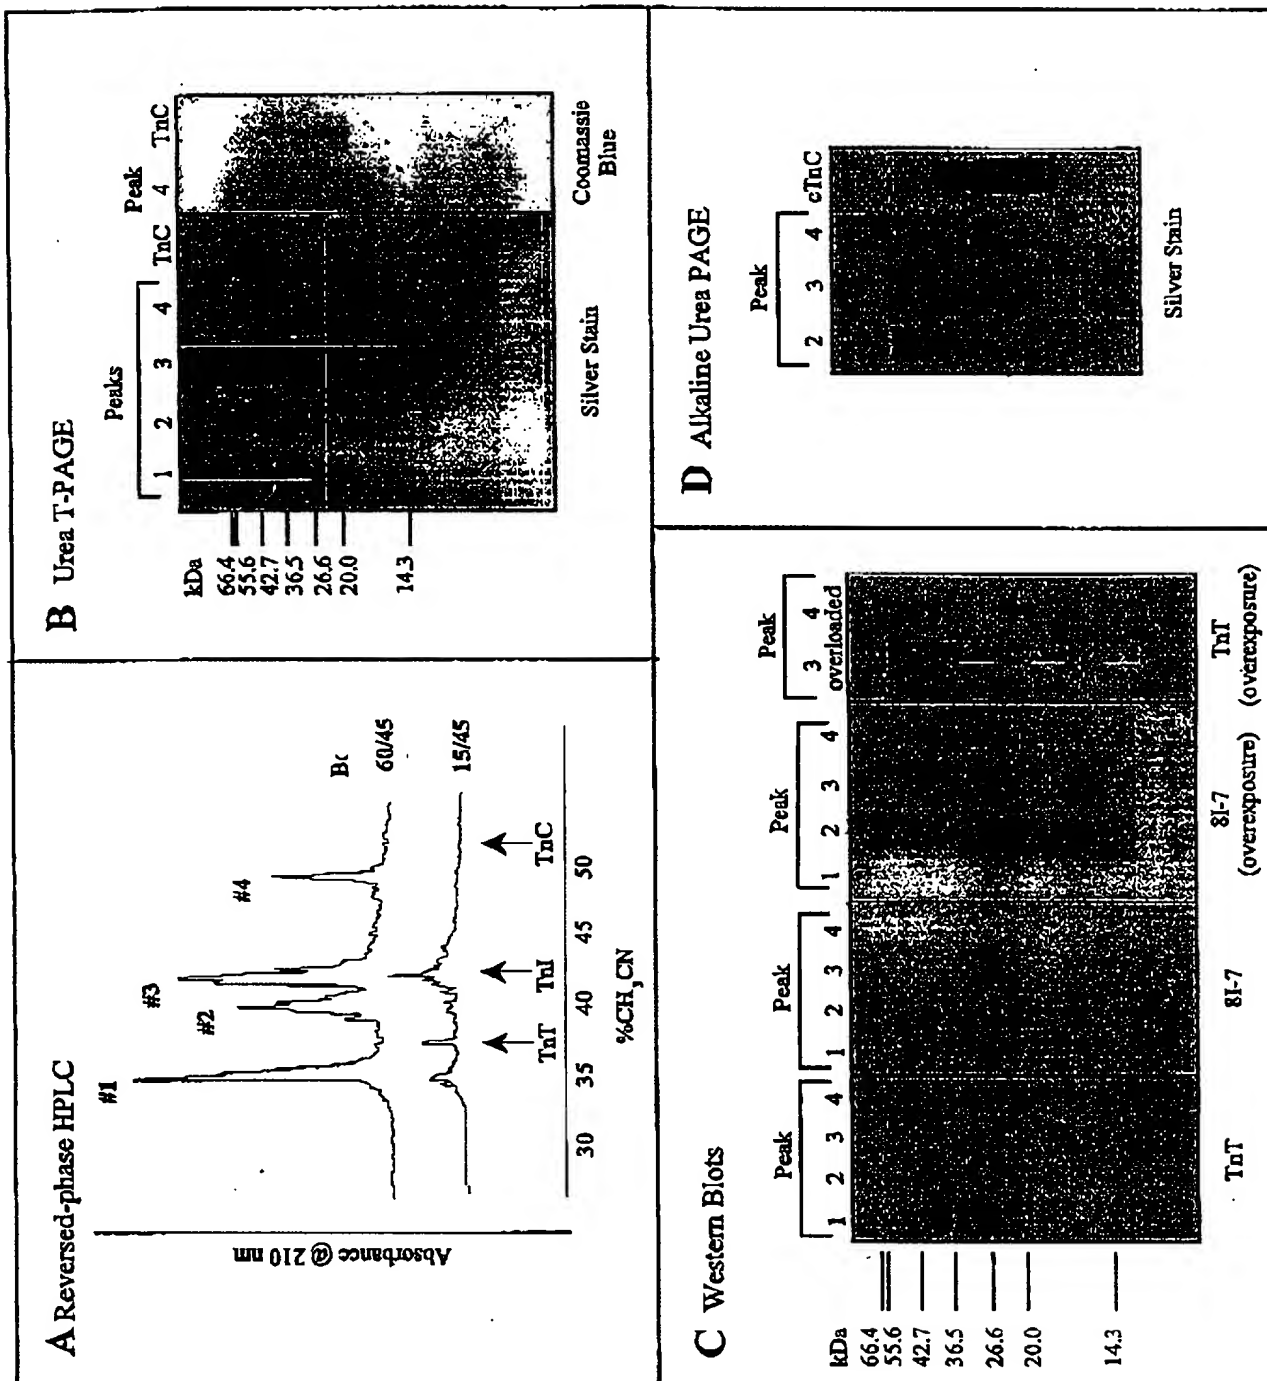 A Reversed-phase HPLC
Absorbance @ 210 nm
#1
#2
#3
#4
60/45
15/45
TnT
TnI
TnC
30
35
40
45
50
%CH3CN
B Urea T-PAGE
kDa
66.4
55.6
42.7
36.5
26.6
20.0
14.3
Peaks
1 2 3 4 TnC
Peak
4 TnC
Silver Stain
Coomassie Blue
C Western Blots
kDa
66.4
55.6
42.7
36.5
26.6
20.0
14.3
Peak
1 2 3 4
TnT
Peak
1 2 3 4
8I-7
Peak
1 2 3 4
8I-7
(overexposure)
Peak
3 4
overloaded
TnT
(overexposure)
D Alkaline Urea PAGE
Peak
2 3 4 cTnC
Silver Stain